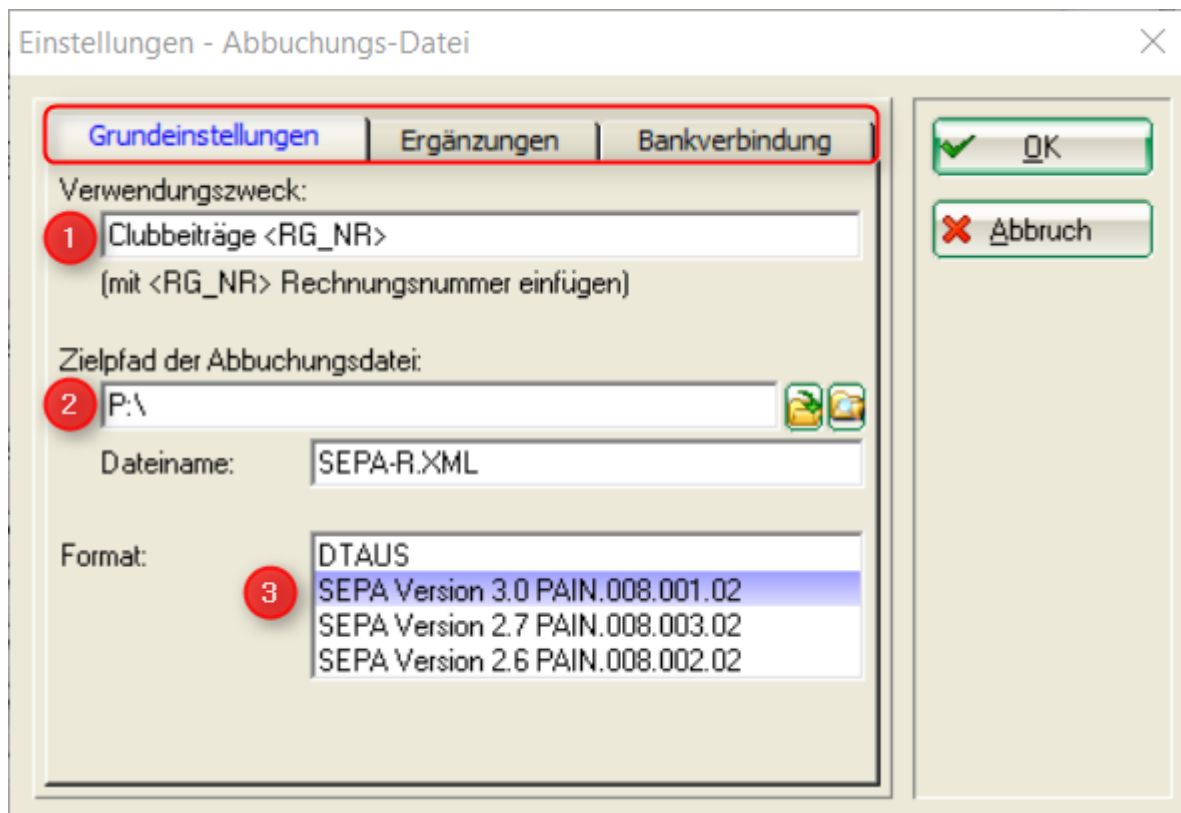 Einstellungen - Abbuchungs-Datei
Grundeinstellungen Ergänzungen Bankverbindung
OK
Verwendungszweck:
1 Clubbeiträge <RG_NR>
Abbruch
(mit <RG_NR> Rechnungsnummer einfügen)
Zielpfad der Abbuchungsdatei:
2 P:\
Dateiname: SEPA-R.XML
Format: DTAUS
3 SEPA Version 3.0 PAIN.008.001.02
SEPA Version 2.7 PAIN.008.003.02
SEPA Version 2.6 PAIN.008.002.02